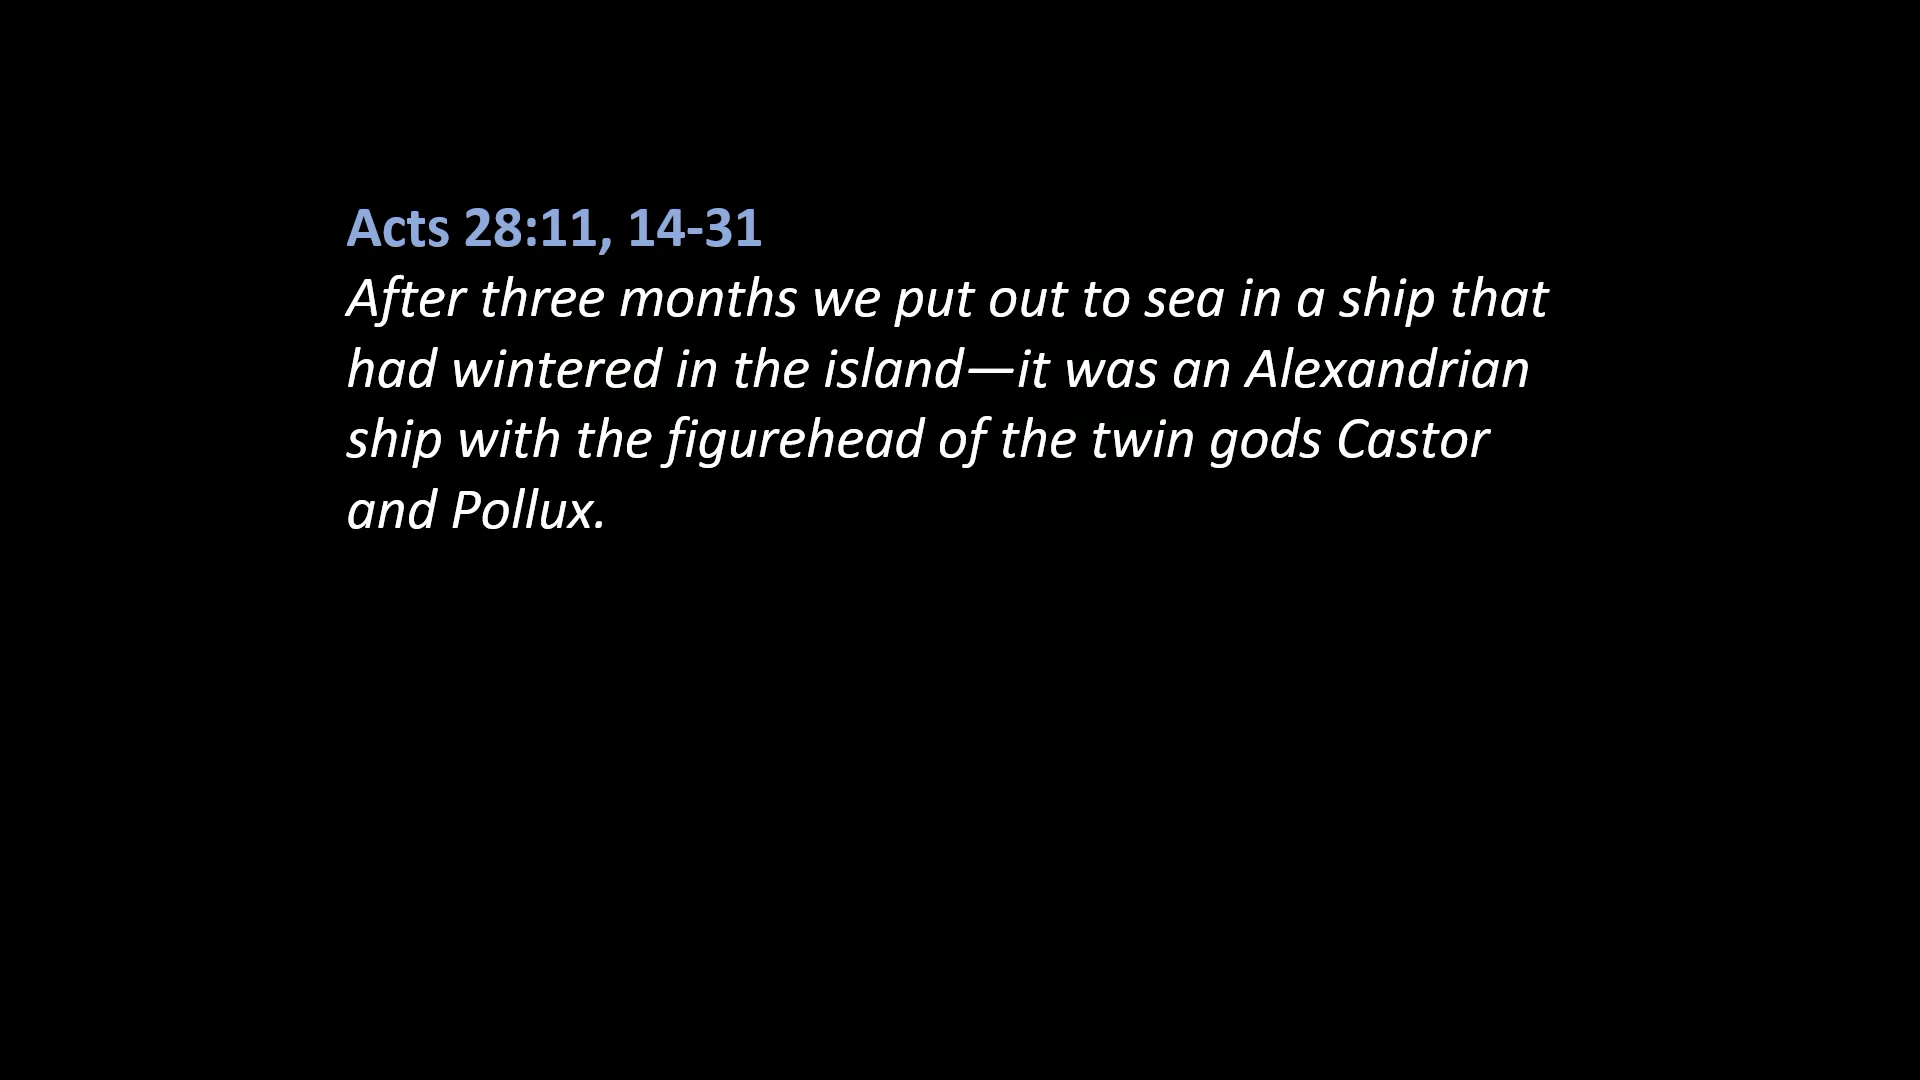 Acts 28:11, 14-31
After three months we put out to sea in a ship that
had wintered in the island—it was an Alexandrian
ship with the figurehead of the twin gods Castor
and Pollux.